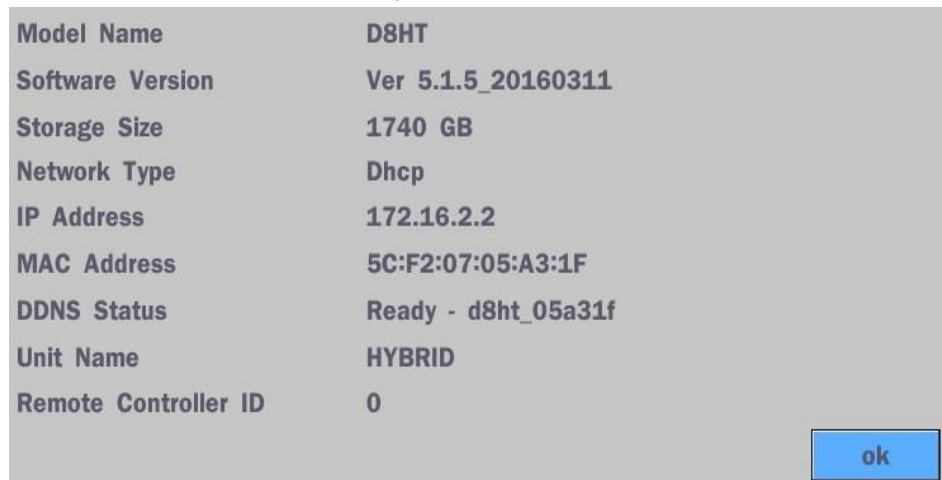 Model Name D8HT
Software Version Ver 5.1.5_20160311
Storage Size 1740 GB
Network Type Dhcp
IP Address 172.16.2.2
MAC Address 5C:F2:07:05:A3:1F
DDNS Status Ready - d8ht_05a31f
Unit Name HYBRID
Remote Controller ID 0
ok